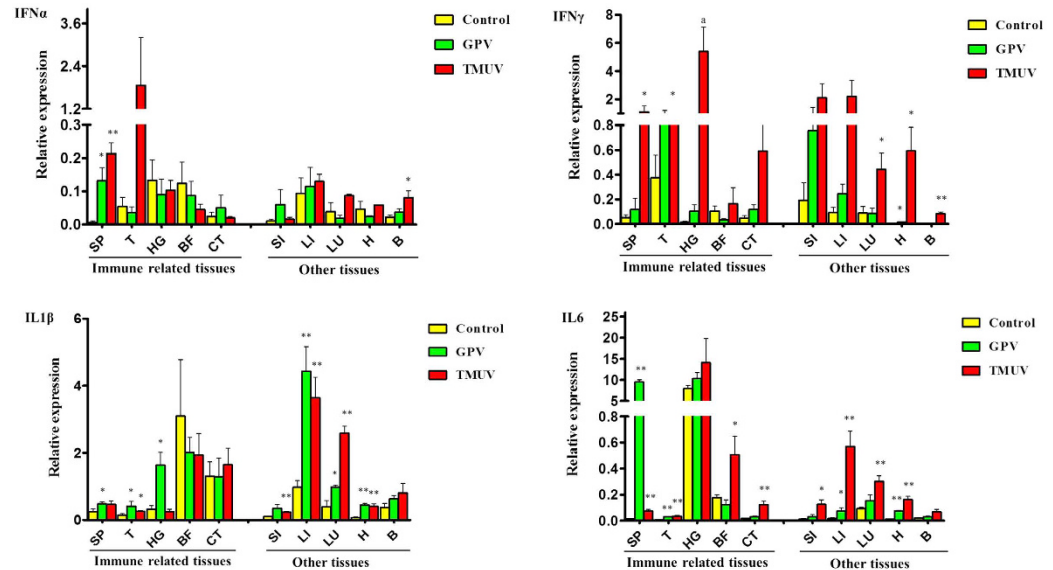 IFNα
Relative expression
3.6
2.4
1.2
0.3
0.2
0.1
0.0
* ** *
Control
GPV
TMUV
SP T HG BF CT SI LI LU H B
Immune related tissues Other tissues
IFNγ
Relative expression
8
6
4
2
0.8
0.6
0.4
0.2
0.0
* * a * * * **
Control
GPV
TMUV
SP T HG BF CT SI LI LU H B
Immune related tissues Other tissues
IL1β
Relative expression
6
4
2
0
* * * * ** ** ** * ** ** **
Control
GPV
TMUV
SP T HG BF CT SI LI LU H B
Immune related tissues Other tissues
IL6
Relative expression
25
20
15
10
5
0.8
0.6
0.4
0.2
0.0
** ** ** ** * ** * * ** ** ** **
Control
GPV
TMUV
SP T HG BF CT SI LI LU H B
Immune related tissues Other tissues